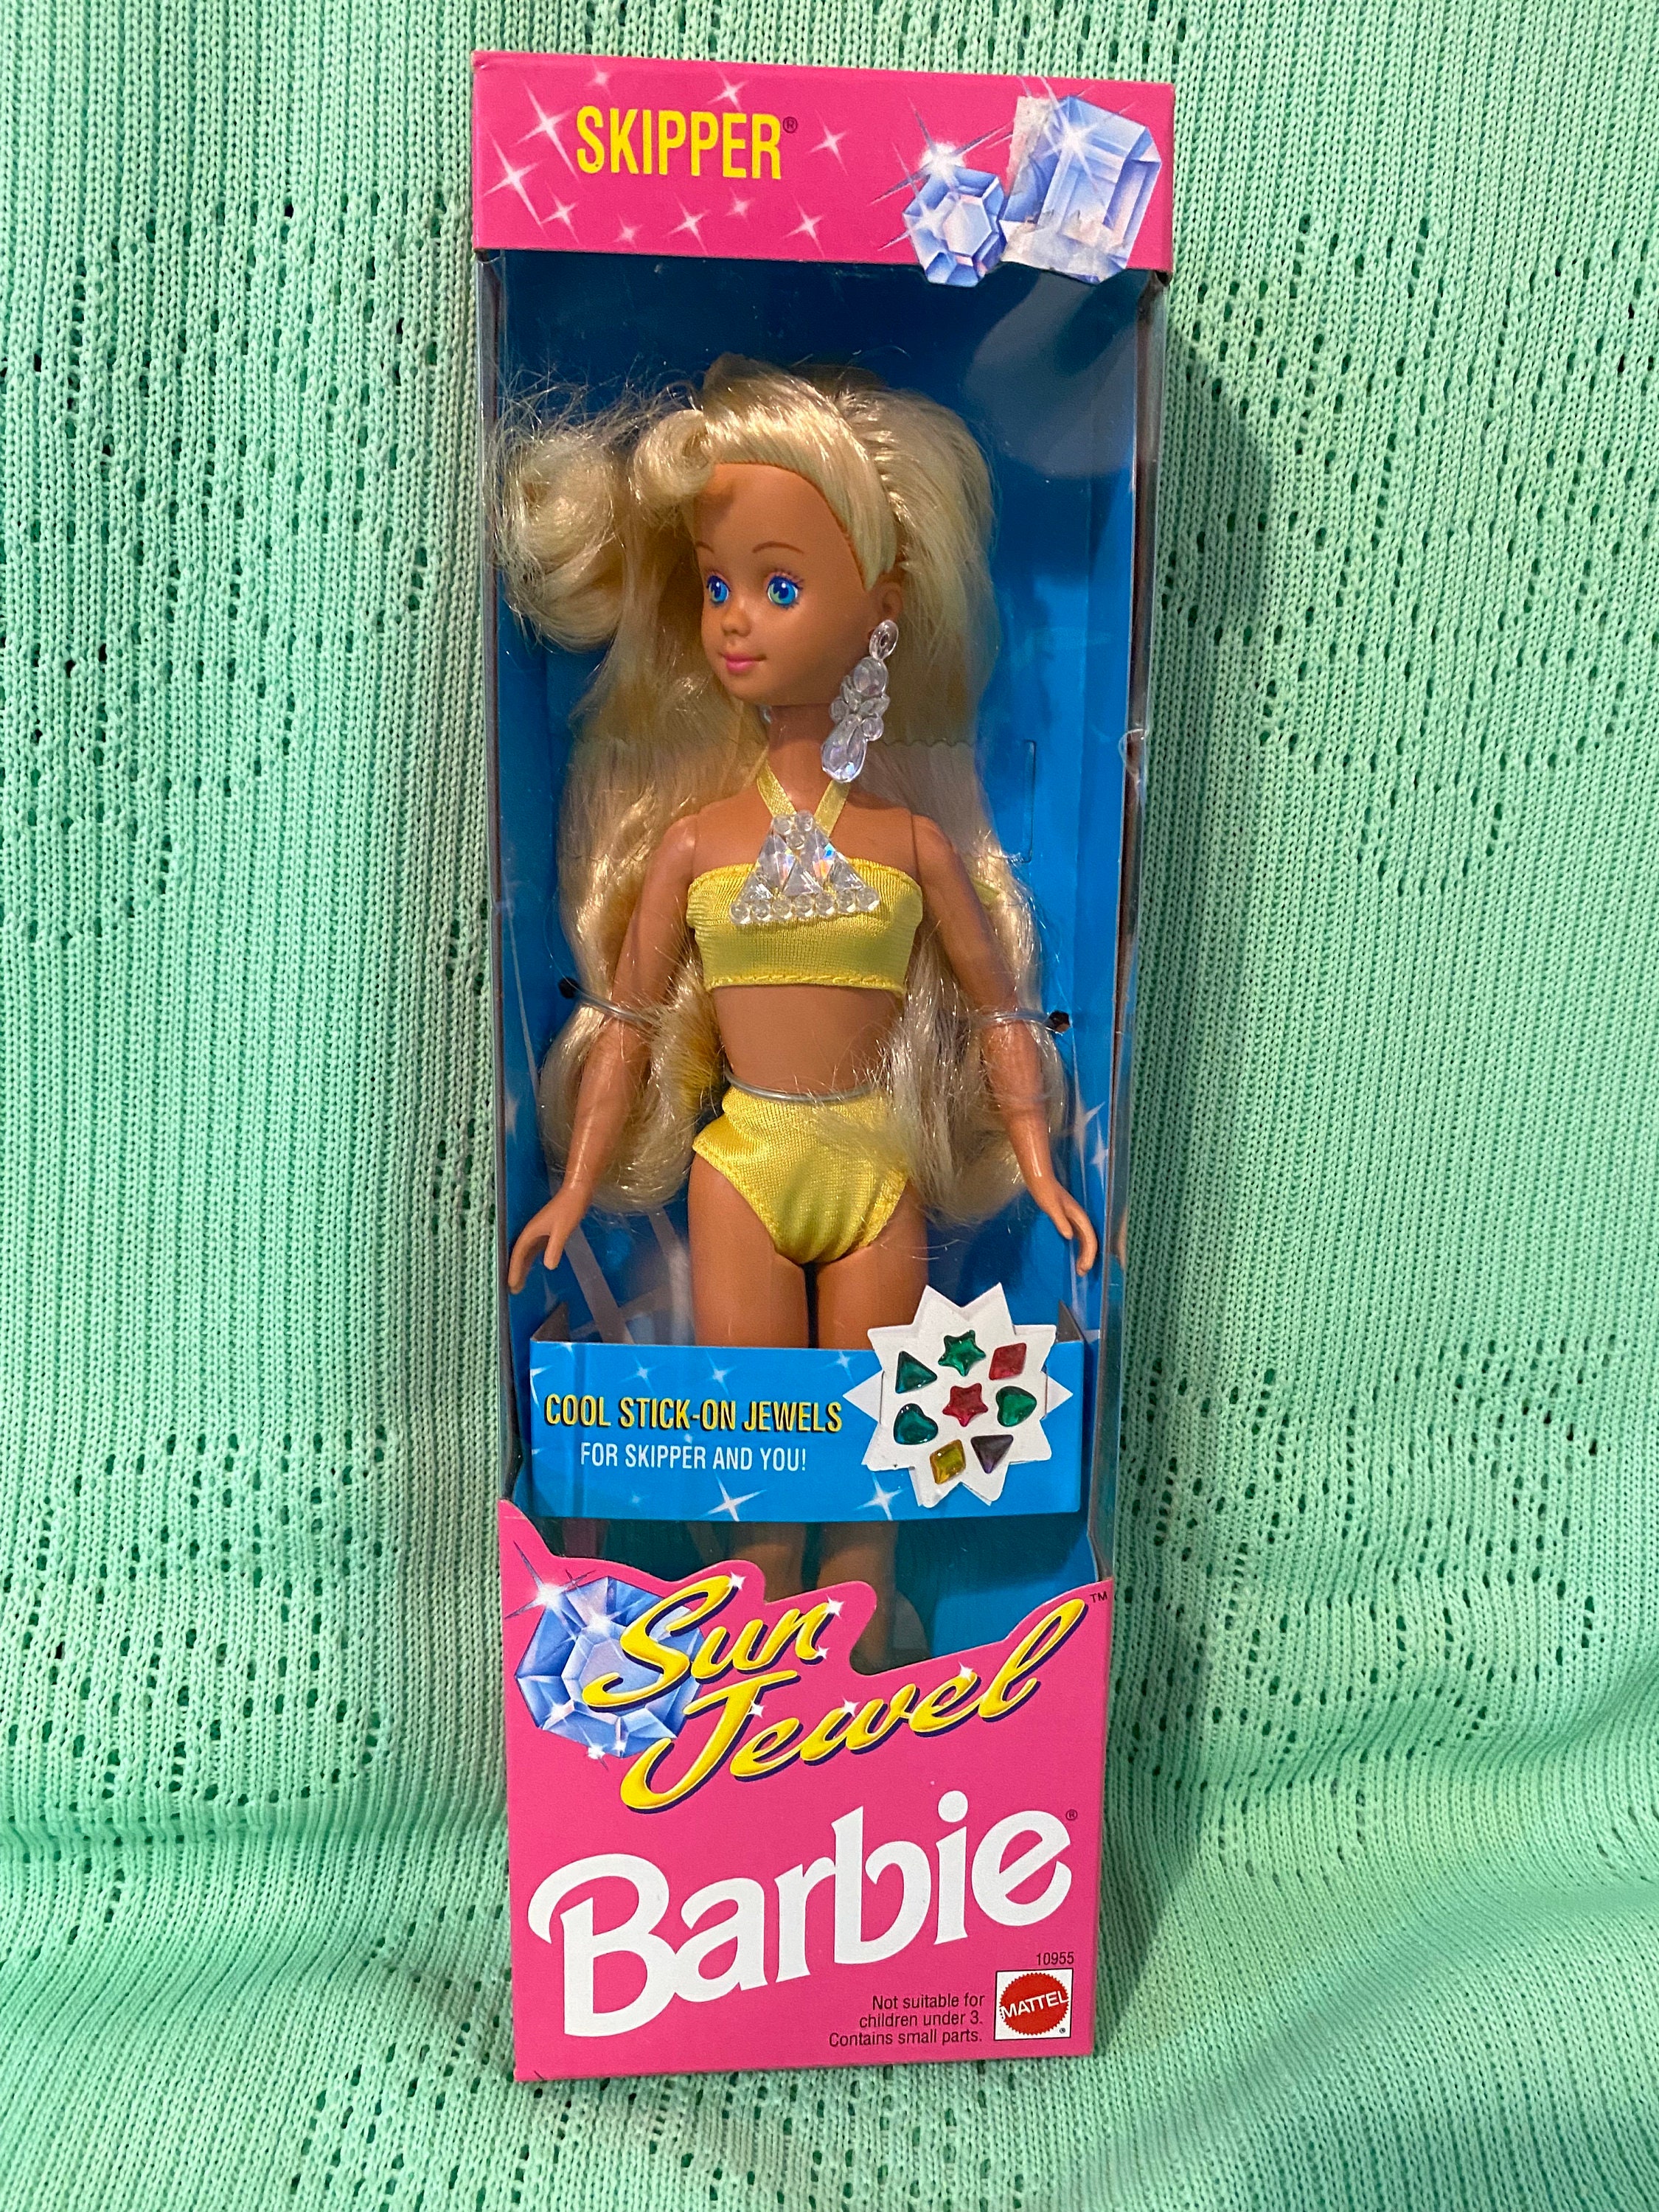 SKIPPER®
COOL STICK-ON JEWELS
FOR SKIPPER AND YOU!
Sun
Jewel™
Barbie®
10955
Not suitable for
children under 3.
Contains small parts.
MATTEL®